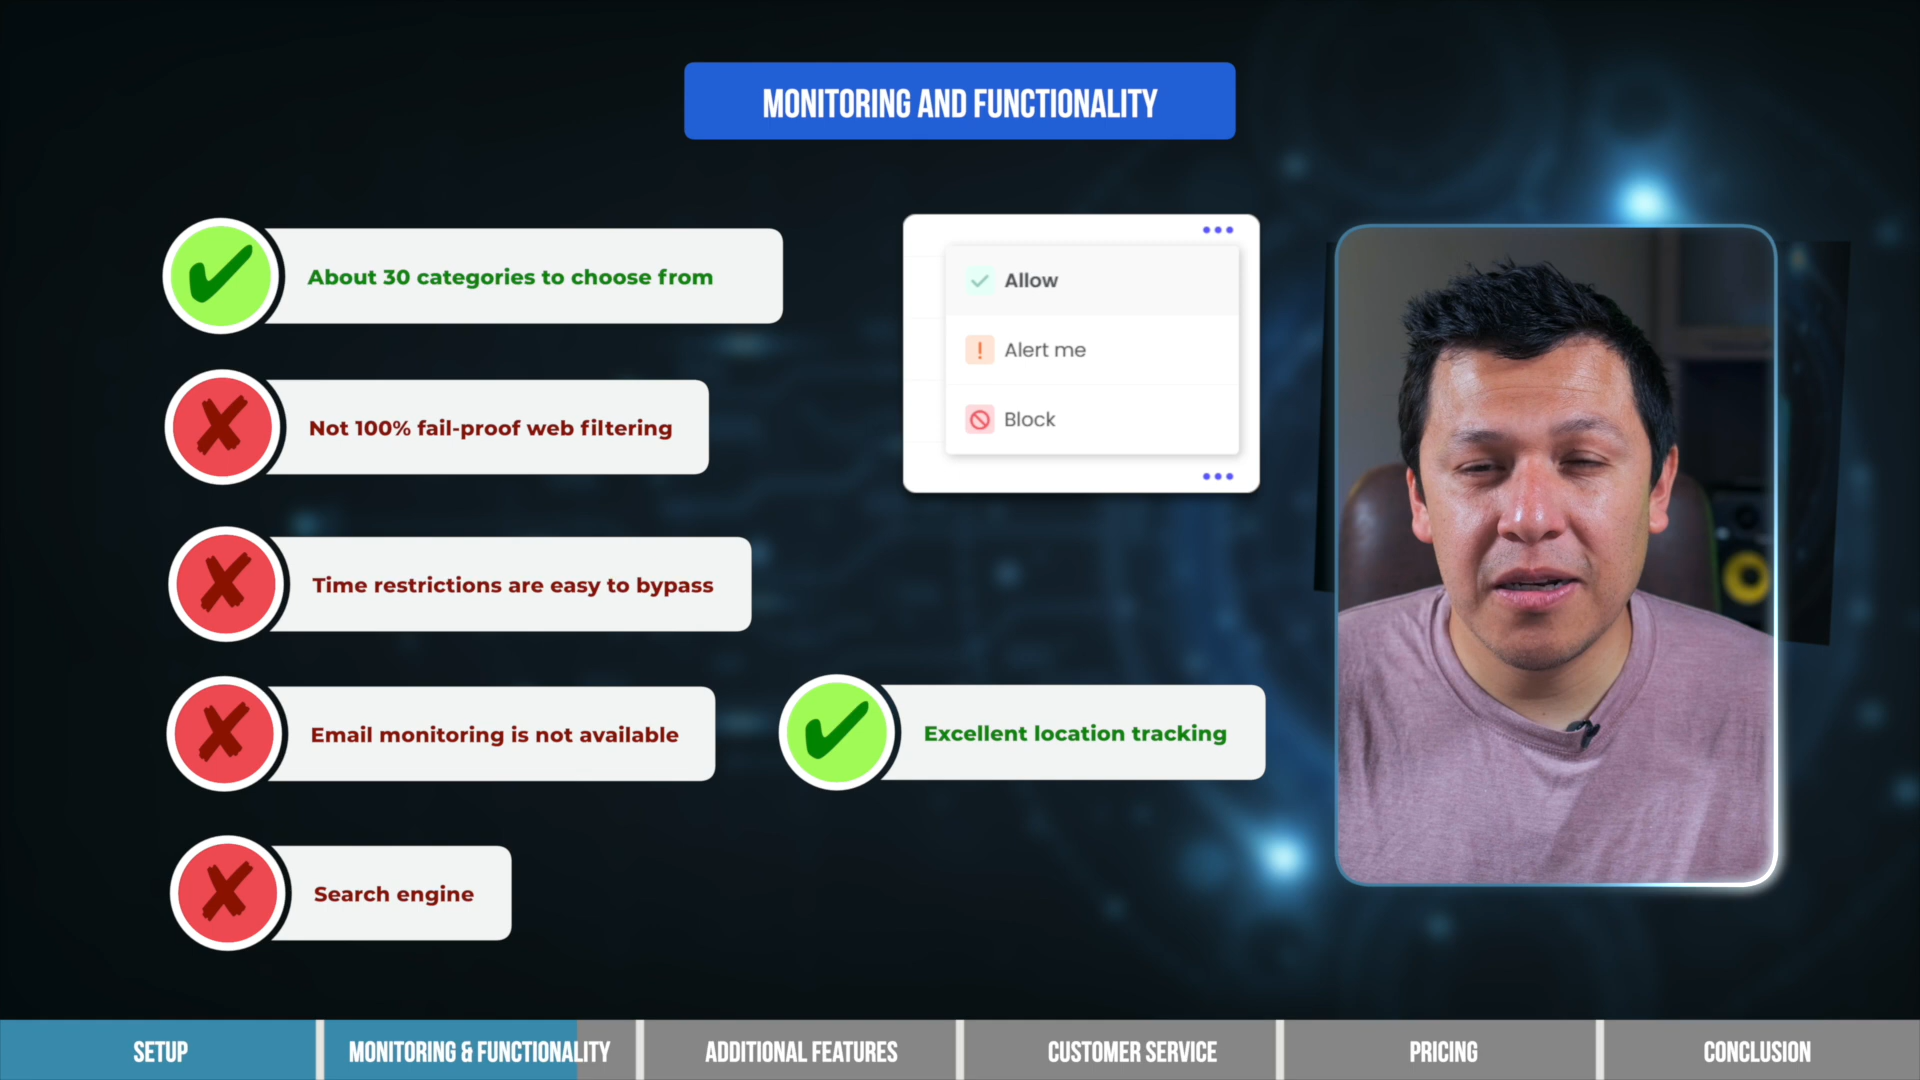 MONITORING AND FUNCTIONALITY
About 30 categories to choose from
Not 100% fail-proof web filtering
Time restrictions are easy to bypass
Email monitoring is not available
Search engine
Allow
Alert me
Block
Excellent location tracking
SETUP
MONITORING & FUNCTIONALITY
ADDITIONAL FEATURES
CUSTOMER SERVICE
PRICING
CONCLUSION